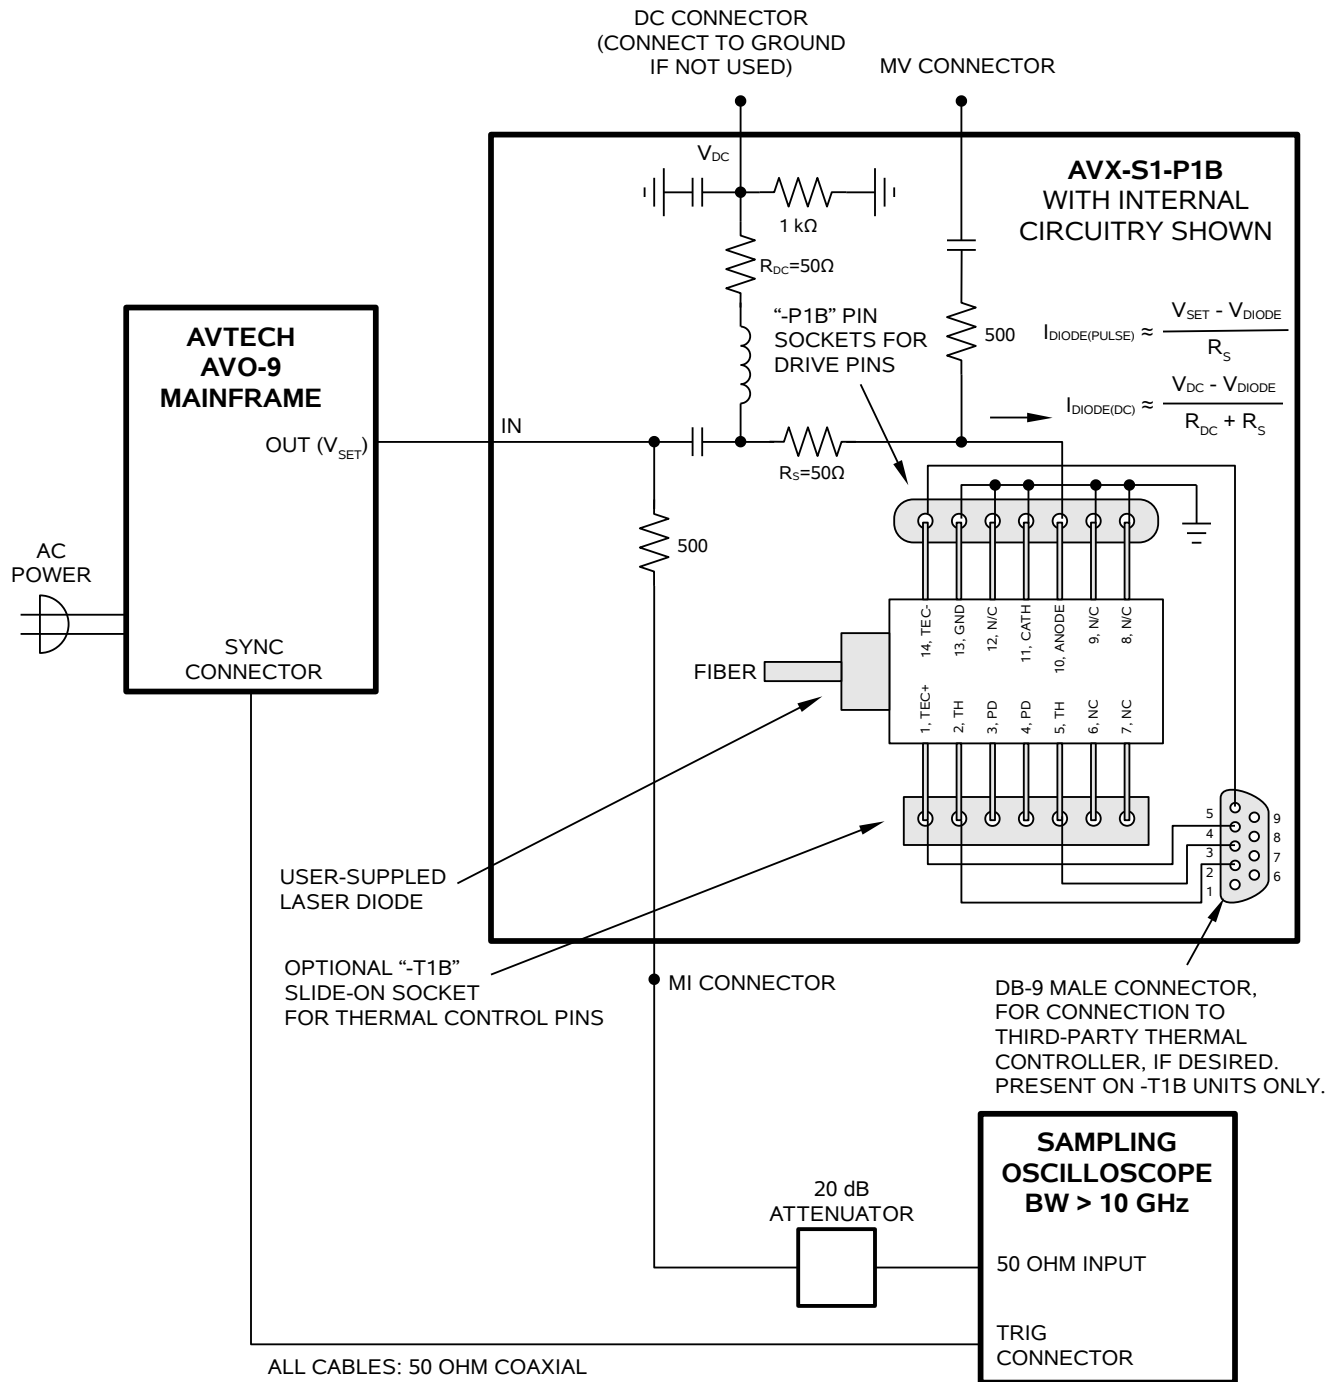 DC CONNECTOR
(CONNECT TO GROUND
IF NOT USED)
MV CONNECTOR
VDC
AVX-S1-P1B
WITH INTERNAL
CIRCUITRY SHOWN
1 kΩ
RDC=50Ω
"-P1B" PIN
SOCKETS FOR
DRIVE PINS
500
IDIODE(PULSE) ≈ VSET - VDIODE
RS
IDIODE(DC) ≈ VDC - VDIODE
RDC + RS
AVTECH
AVO-9
MAINFRAME
OUT (VSET)
IN
RS=50Ω
500
AC
POWER
SYNC
CONNECTOR
FIBER
14, TEC-
13, GND
12, N/C
11, CATH
10, ANODE
9, N/C
8, N/C
1, TEC+
2, TH
3, PD
4, PD
5, TH
6, NC
7, NC
5
4
3
2
1
9
8
7
6
USER-SUPPLED
LASER DIODE
OPTIONAL "-T1B"
SLIDE-ON SOCKET
FOR THERMAL CONTROL PINS
MI CONNECTOR
DB-9 MALE CONNECTOR,
FOR CONNECTION TO
THIRD-PARTY THERMAL
CONTROLLER, IF DESIRED.
PRESENT ON -T1B UNITS ONLY.
20 dB
ATTENUATOR
SAMPLING
OSCILLOSCOPE
BW > 10 GHz
50 OHM INPUT
TRIG
CONNECTOR
ALL CABLES: 50 OHM COAXIAL